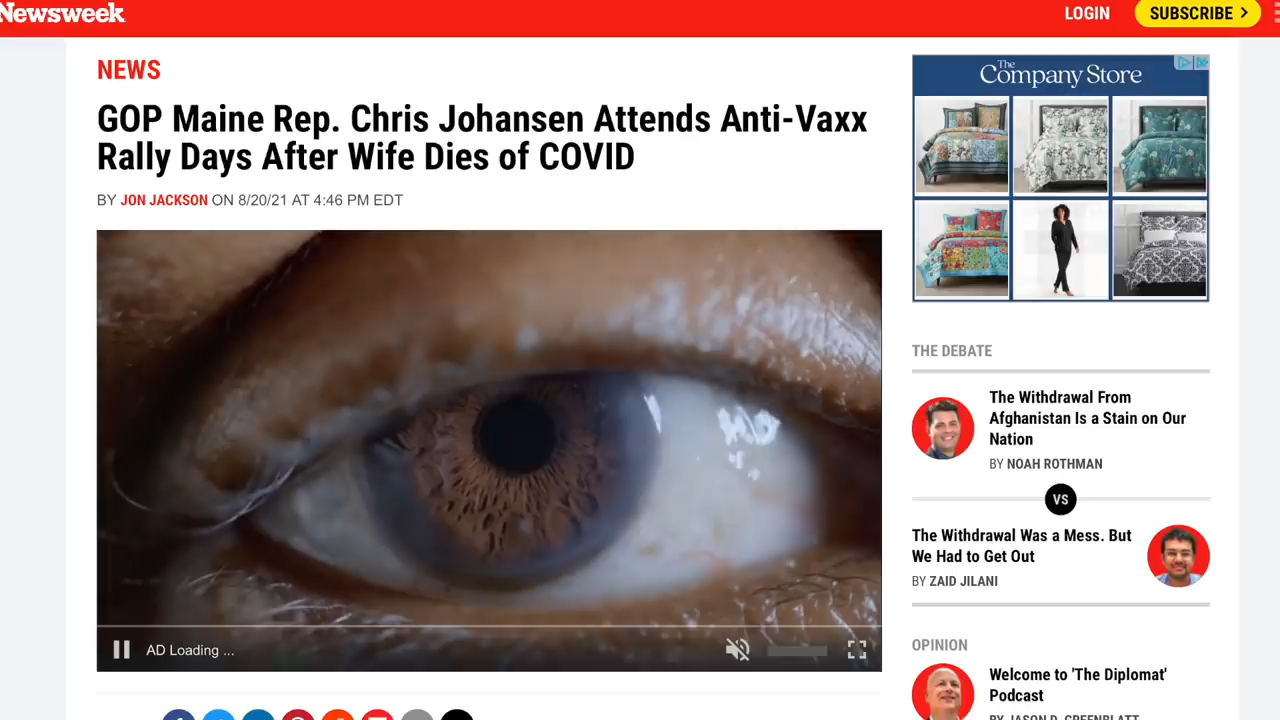 Newsweek
LOGIN
SUBSCRIBE
NEWS
GOP Maine Rep. Chris Johansen Attends Anti-Vaxx
Rally Days After Wife Dies of COVID
BY JON JACKSON ON 8/20/21 AT 4:46 PM EDT
AD Loading ...
The
Company Store
THE DEBATE
The Withdrawal From
Afghanistan Is a Stain on Our
Nation
BY NOAH ROTHMAN
VS
The Withdrawal Was a Mess. But
We Had to Get Out
BY ZAID JILANI
OPINION
Welcome to 'The Diplomat'
Podcast
BY JASON D. GREENBLATT